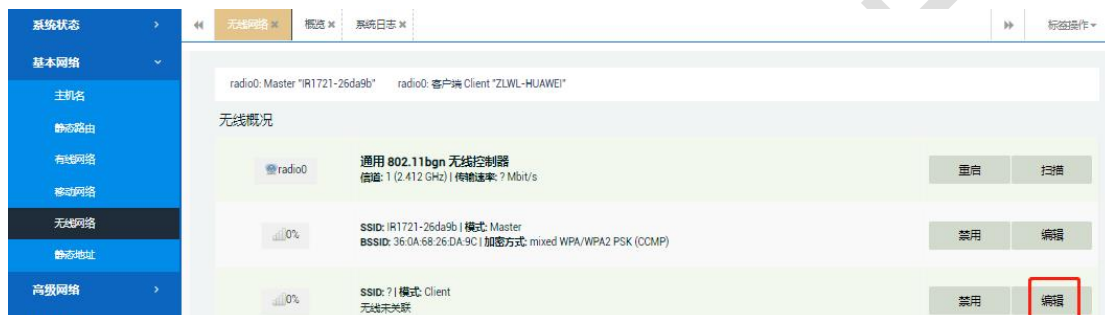 系统状态
无线网络
概览
系统日志
标签操作
基本网络
主机名
静态路由
有线网络
移动网络
无线网络
静态地址
高级网络
radio0: Master "IR1721-26da9b" radio0: 客户端 Client "ZLWL-HUAWEI"
无线概况
radio0
通用 802.11bgn 无线控制器
信道: 1 (2.412 GHz) | 传输速率: ? Mbit/s
重启
扫描
0%
SSID: IR1721-26da9b | 模式: Master
BSSID: 36:0A:68:26:DA:9C | 加密方式: mixed WPA/WPA2 PSK (CCMP)
禁用
编辑
0%
SSID: ? | 模式: Client
无线未关联
禁用
编辑